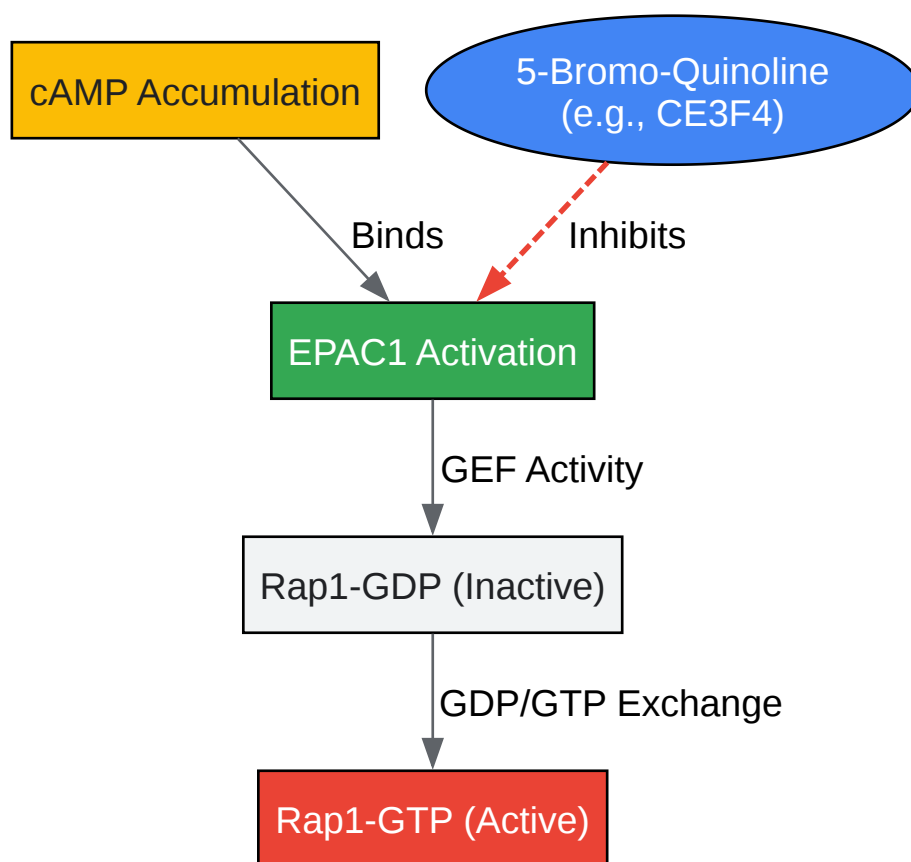 cAMP Accumulation
5-Bromo-Quinoline
(e.g., CE3F4)
Binds
Inhibits
EPAC1 Activation
GEF Activity
Rap1-GDP (Inactive)
GDP/GTP Exchange
Rap1-GTP (Active)